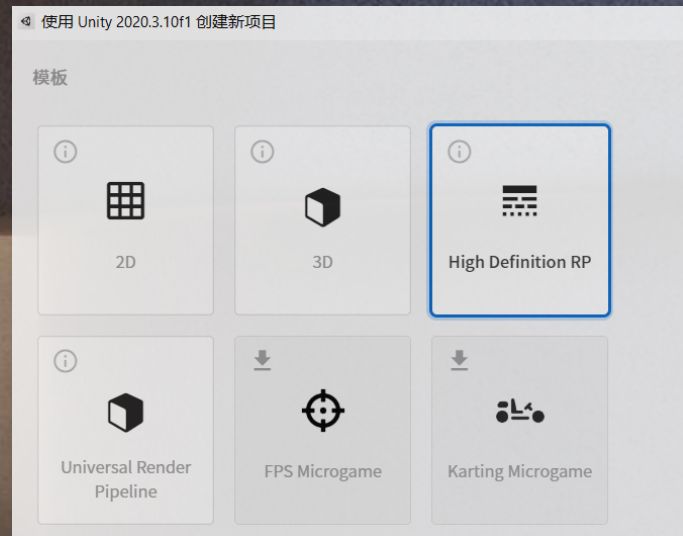 使用 Unity 2020.3.10f1 创建新项目
模板
2D
3D
High Definition RP
Universal Render
Pipeline
FPS Microgame
Karting Microgame